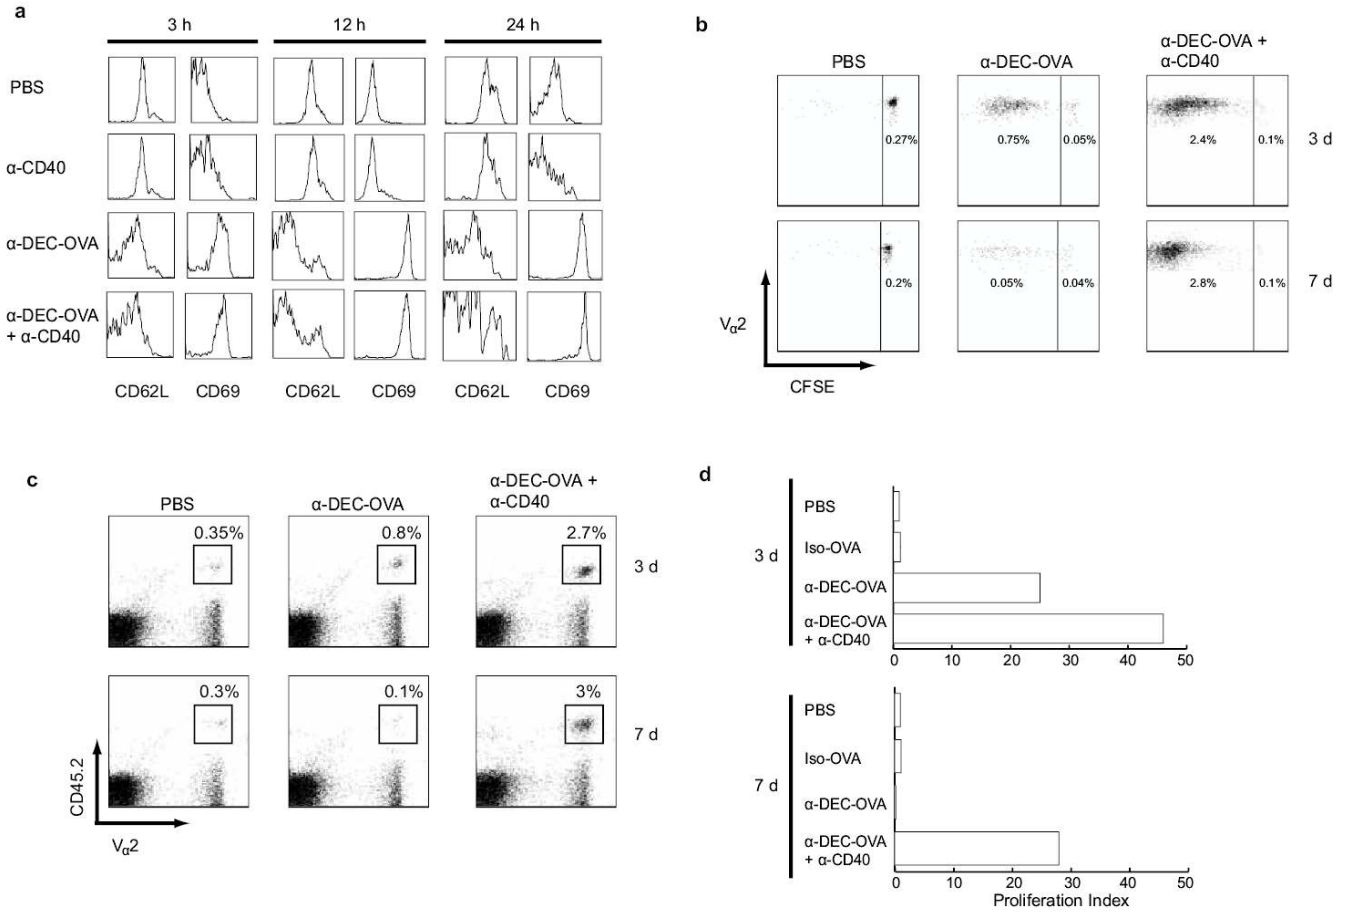 a
3 h 12 h 24 h
PBS
α-CD40
α-DEC-OVA
α-DEC-OVA
+ α-CD40
CD62L CD69 CD62L CD69 CD62L CD69
b
PBS α-DEC-OVA α-DEC-OVA +
α-CD40
0.27% 0.75% 0.05% 2.4% 0.1% 3 d
0.2% 0.05% 0.04% 2.8% 0.1% 7 d
Vα2
CFSE
c
PBS α-DEC-OVA α-DEC-OVA +
α-CD40
0.35% 0.8% 2.7%
3 d
0.3% 0.1% 3%
7 d
CD45.2
Vα2
d
3 d
PBS
Iso-OVA
α-DEC-OVA
α-DEC-OVA
+ α-CD40
0 10 20 30 40 50
7 d
PBS
Iso-OVA
α-DEC-OVA
α-DEC-OVA
+ α-CD40
0 10 20 30 40 50
Proliferation Index